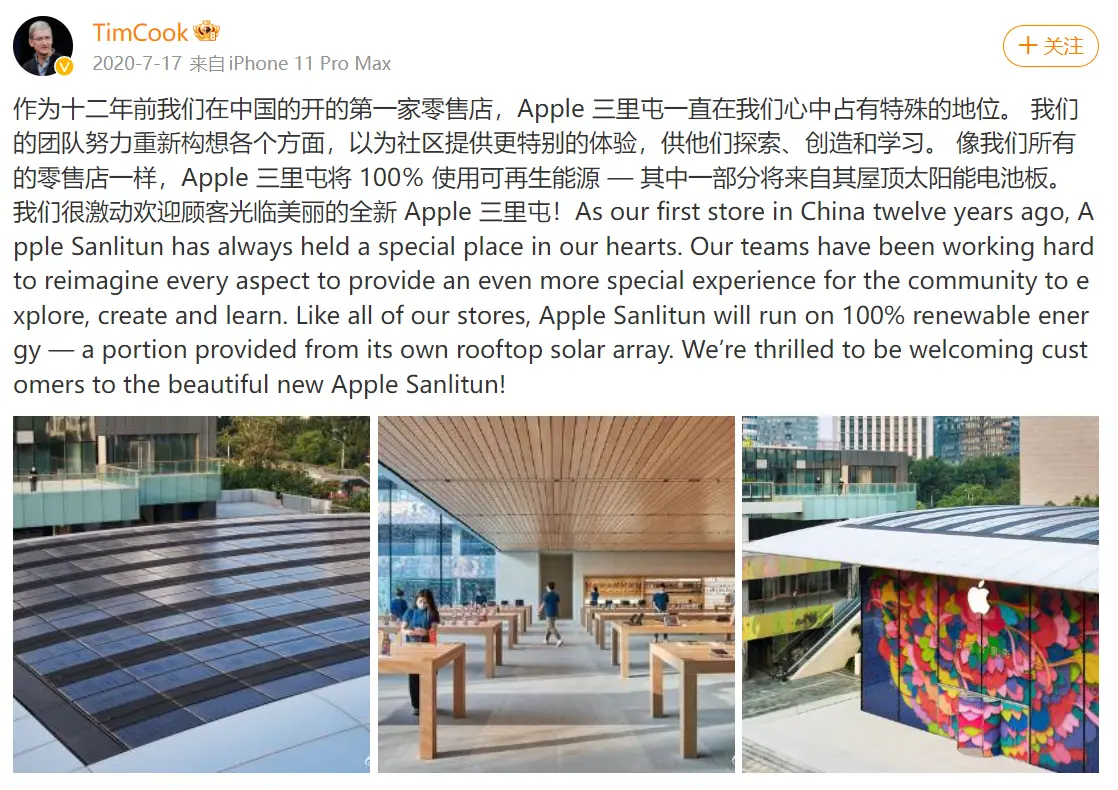 TimCook
2020-7-17 来自iPhone 11 Pro Max
+ 关注
作为十二年前我们在中国的开的第一家零售店，Apple 三里屯一直在我们心中占有特殊的地位。 我们
的团队努力重新构想各个方面，以为社区提供更特别的体验，供他们探索、创造和学习。 像我们所有
的零售店一样，Apple 三里屯将 100% 使用可再生能源 — 其中一部分将来自其屋顶太阳能电池板。
我们很激动欢迎顾客光临美丽的全新 Apple 三里屯！As our first store in China twelve years ago, A
pple Sanlitun has always held a special place in our hearts. Our teams have been working hard
to reimagine every aspect to provide an even more special experience for the community to e
xplore, create and learn. Like all of our stores, Apple Sanlitun will run on 100% renewable ener
gy — a portion provided from its own rooftop solar array. We’re thrilled to be welcoming cust
omers to the beautiful new Apple Sanlitun!